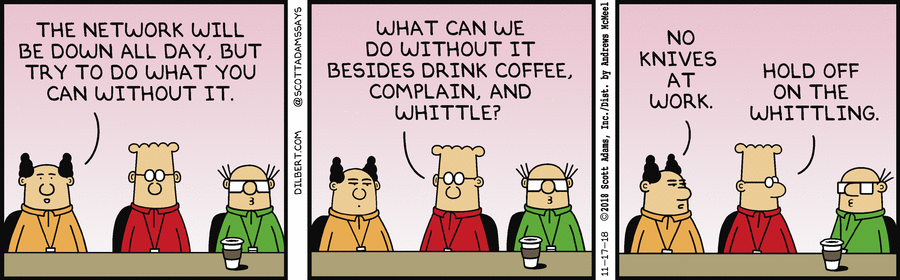 THE NETWORK WILL
BE DOWN ALL DAY, BUT
TRY TO DO WHAT YOU
CAN WITHOUT IT.
DILBERT.COM @SCOTTADAMSSAYS
WHAT CAN WE
DO WITHOUT IT
BESIDES DRINK COFFEE,
COMPLAIN, AND
WHITTLE?
11-17-18 ©2018 Scott Adams, Inc./Dist. by Andrews McMeel
NO
KNIVES
AT
WORK.
HOLD OFF
ON THE
WHITTLING.